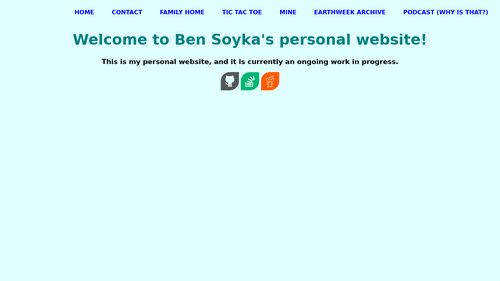 HOME CONTACT FAMILY HOME TIC TAC TOE MINE EARTHWEEK ARCHIVE PODCAST (WHY IS THAT?)
Welcome to Ben Soyka's personal website!
This is my personal website, and it is currently an ongoing work in progress.